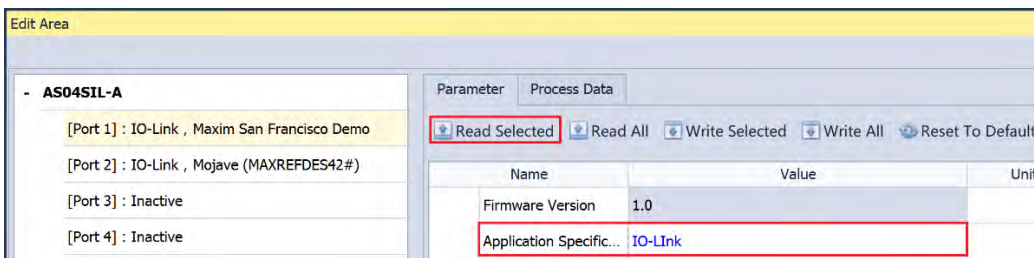 Edit Area
- AS04SIL-A
[Port 1] : IO-Link , Maxim San Francisco Demo
[Port 2] : IO-Link , Mojave (MAXREFDES42#)
[Port 3] : Inactive
[Port 4] : Inactive
Parameter Process Data
Read Selected Read All Write Selected Write All Reset To Default
Name Value Unit
Firmware Version 1.0
Application Specific... IO-LInk